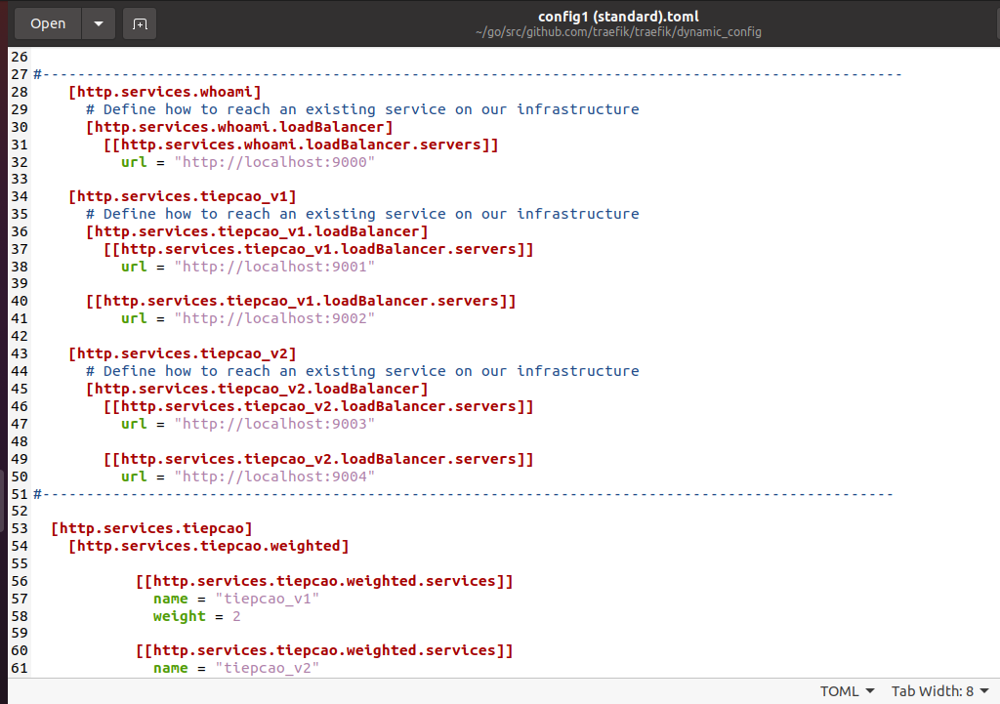 Open
config1 (standard).toml
~/go/src/github.com/traefik/traefik/dynamic_config
26
27 #--------------------------------------------------------------------------------------------------
28 [http.services.whoami]
29 # Define how to reach an existing service on our infrastructure
30 [http.services.whoami.loadBalancer]
31 [[http.services.whoami.loadBalancer.servers]]
32 url = "http://localhost:9000"
33
34 [http.services.tiepcao_v1]
35 # Define how to reach an existing service on our infrastructure
36 [http.services.tiepcao_v1.loadBalancer]
37 [[http.services.tiepcao_v1.loadBalancer.servers]]
38 url = "http://localhost:9001"
39
40 [[http.services.tiepcao_v1.loadBalancer.servers]]
41 url = "http://localhost:9002"
42
43 [http.services.tiepcao_v2]
44 # Define how to reach an existing service on our infrastructure
45 [http.services.tiepcao_v2.loadBalancer]
46 [[http.services.tiepcao_v2.loadBalancer.servers]]
47 url = "http://localhost:9003"
48
49 [[http.services.tiepcao_v2.loadBalancer.servers]]
50 url = "http://localhost:9004"
51 #-------------------------------------------------------------------------------------------------
52
53 [http.services.tiepcao]
54 [http.services.tiepcao.weighted]
55
56 [[http.services.tiepcao.weighted.services]]
57 name = "tiepcao_v1"
58 weight = 2
59
60 [[http.services.tiepcao.weighted.services]]
61 name = "tiepcao_v2"
TOML Tab Width: 8